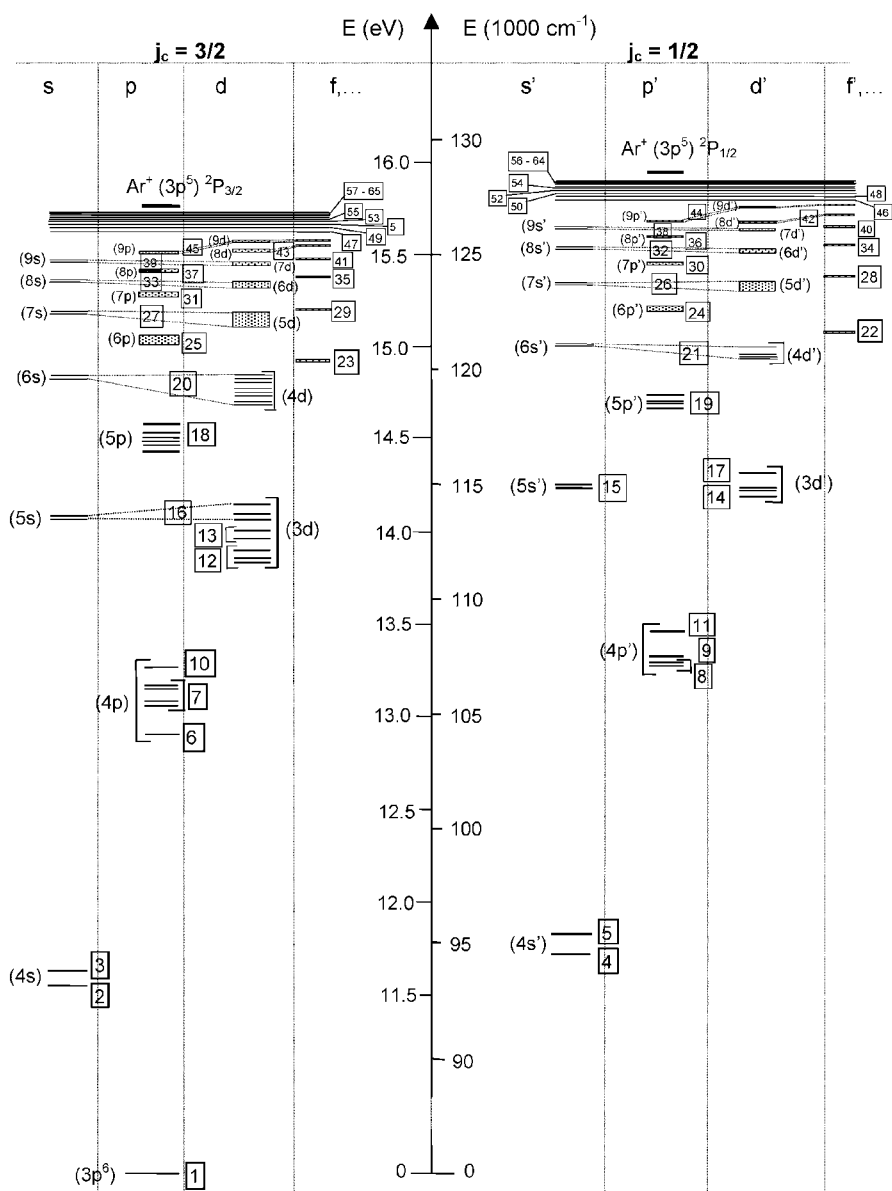 E (eV) E (1000 cm⁻¹)
j_c = 3/2 j_c = 1/2
s p d f,... s' p' d' f',...
130
16.0
56 - 64
Ar⁺ (3p⁵) ²P₁/₂
Ar⁺ (3p⁵) ²P₃/₂
57 - 65
54
52
50
48
46
55
53
5
49
47
(9p) 45 (9d)
(9s) 39 (8d) 43
(8p) 37 (7d) 41
(8s) 33 (6d) 35
(7p) 31
(7s) 27 (5d) 29
(6p) 25
23
(6s) 20 (4d)
(5p) 18
(5s) 16 (3d)
13
12
10
(4p) 7
6
3
(4s)
2
(3p⁶) 1
15.5
15.0
14.5
14.0
13.5
13.0
12.5
12.0
11.5
0
125
120
115
110
105
100
95
90
0
(9p') 44 (9d')
(9s') 38 (8d') 42
(8p') 36 (7d') 40
(8s') 32 (6d') 34
(7p') 30
(7s') 26 (5d') 28
(6p') 24
22
(6s') 21 (4d')
(5p') 19
17
(5s') 15 (3d')
14
11
(4p') 9
8
5
(4s')
4